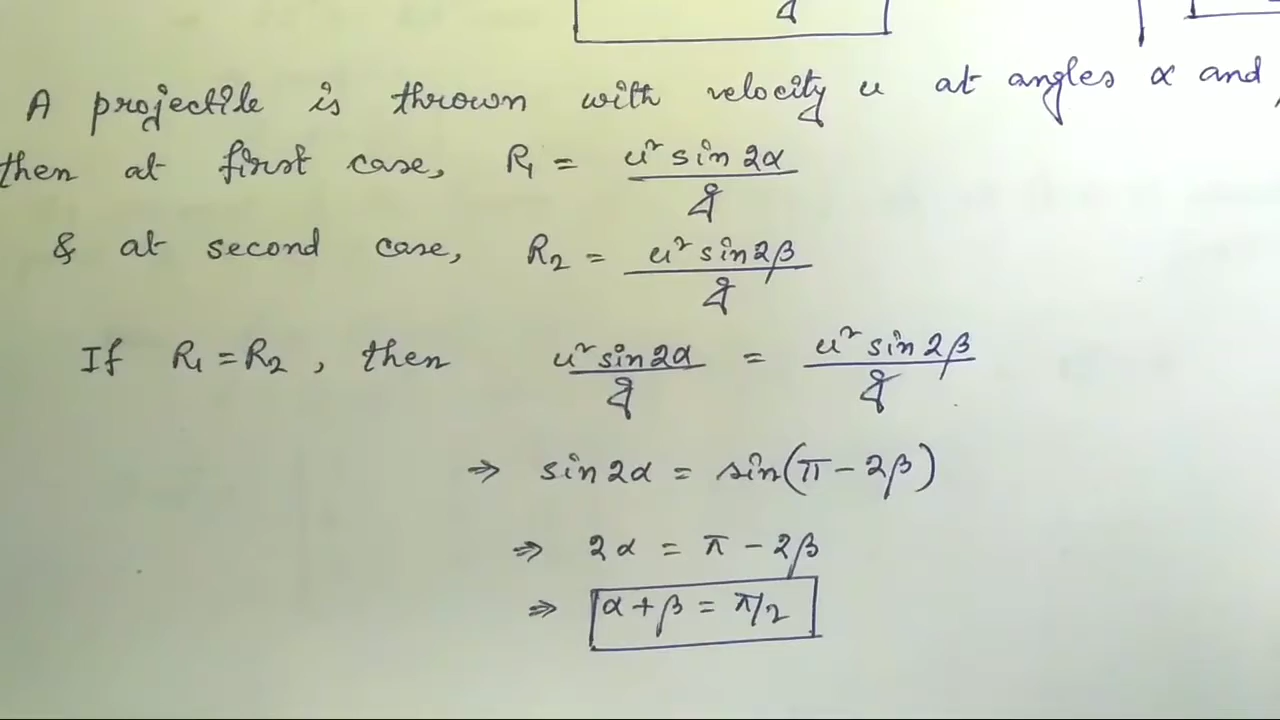 g
A projectile is thrown with velocity u at angles α and
then at first case, R₁ = u² sin 2α / g
& at second case, R₂ = u² sin 2β / g
If R₁ = R₂ , then u² sin 2α / g = u² sin 2β / g
⇒ sin 2α = sin(π − 2β)
⇒ 2α = π − 2β
⇒ α + β = π/2